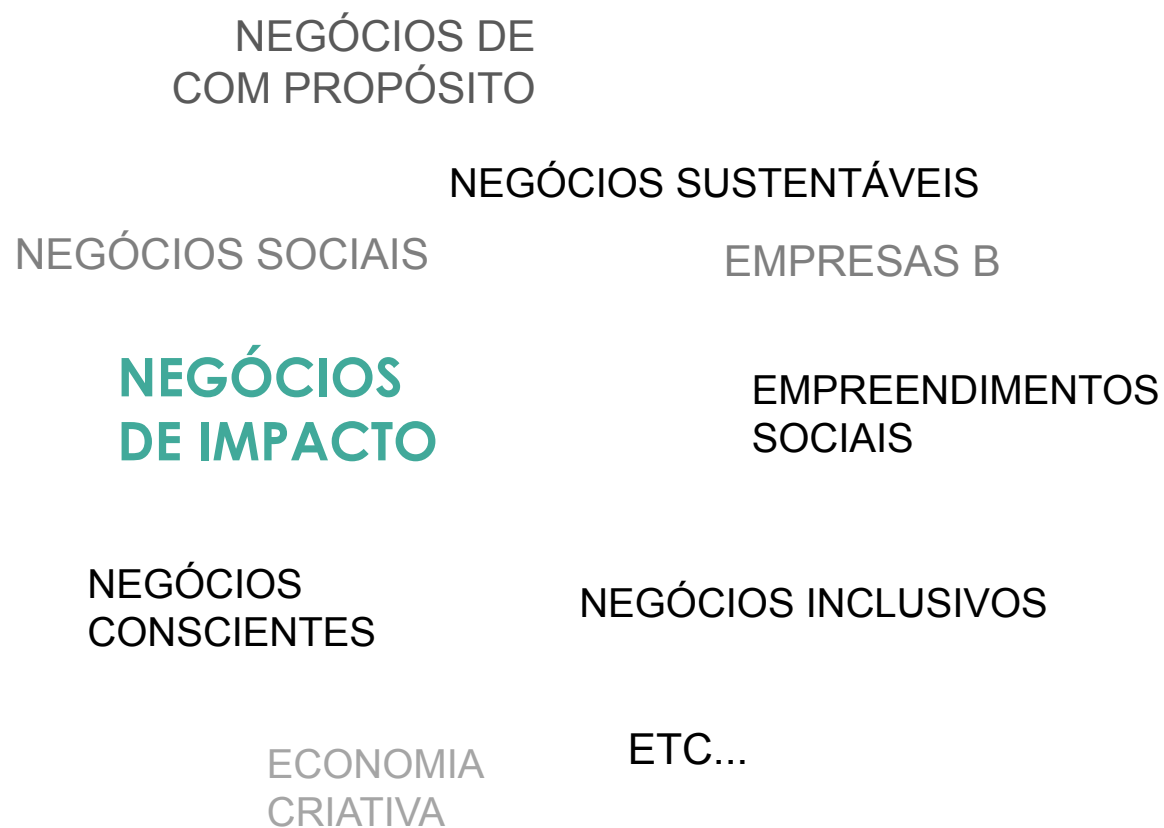 NEGÓCIOS DE
COM PROPÓSITO
NEGÓCIOS SUSTENTÁVEIS
NEGÓCIOS SOCIAIS
EMPRESAS B
NEGÓCIOS
DE IMPACTO
EMPREENDIMENTOS
SOCIAIS
NEGÓCIOS
CONSCIENTES
NEGÓCIOS INCLUSIVOS
ETC...
ECONOMIA
CRIATIVA